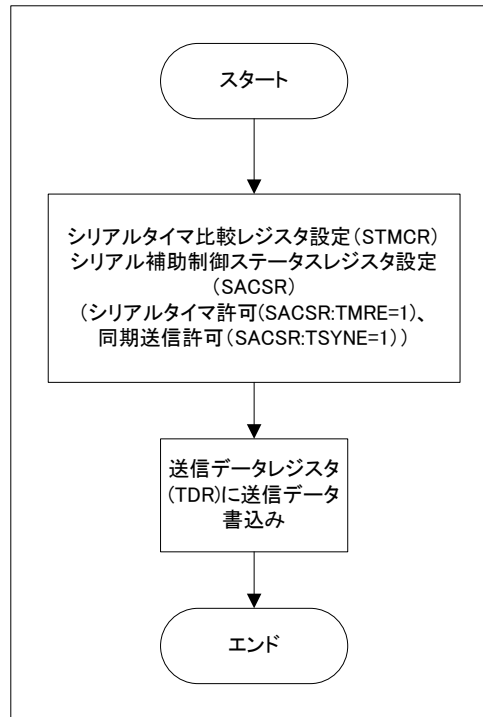 スタート
シリアルタイマ比較レジスタ設定(STMCR)
シリアル補助制御ステータスレジスタ設定
(SACSR)
(シリアルタイマ許可(SACSR:TMRE=1)、
同期送信許可(SACSR:TSYNE=1))
送信データレジスタ
(TDR)に送信データ
書込み
エンド